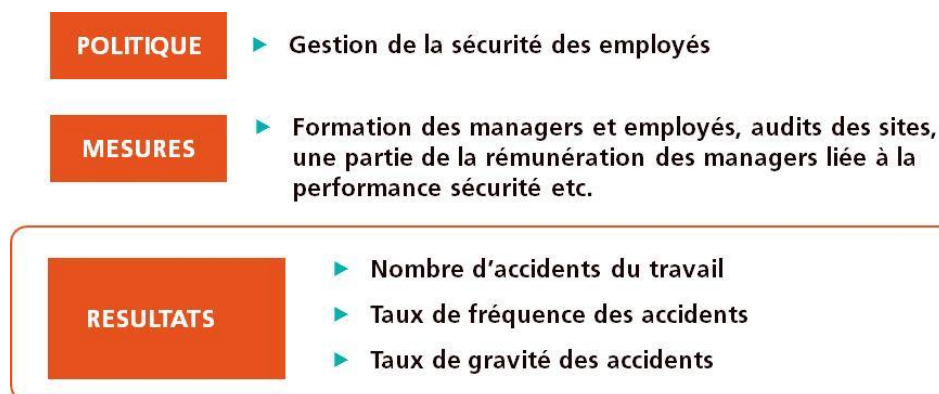 POLITIQUE
Gestion de la sécurité des employés
MESURES
Formation des managers et employés, audits des sites,
une partie de la rémunération des managers liée à la
performance sécurité etc.
RESULTATS
Nombre d'accidents du travail
Taux de fréquence des accidents
Taux de gravité des accidents